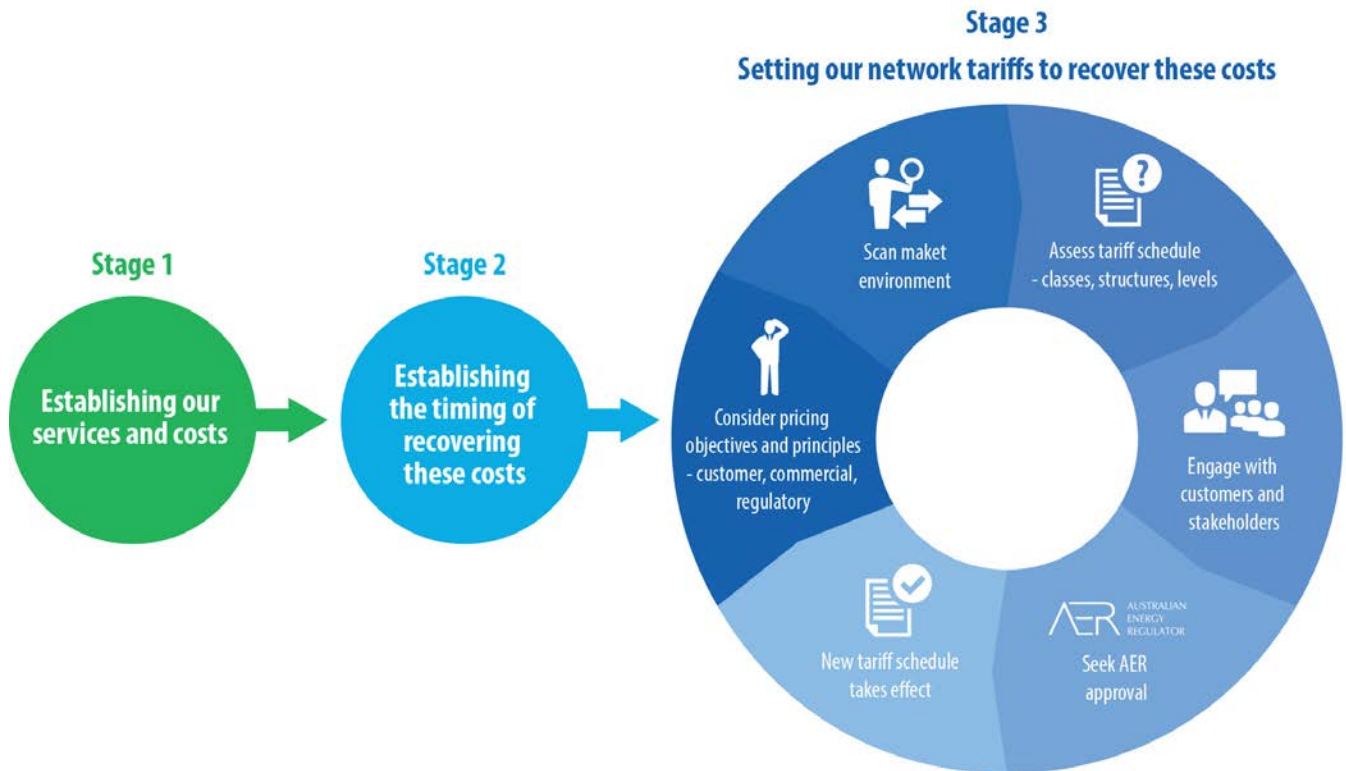 Stage 1
Establishing our
services and costs
Stage 2
Establishing
the timing of
recovering
these costs
Stage 3
Setting our network tariffs to recover these costs
Consider pricing
objectives and principles
- customer, commercial,
regulatory
Scan maket
environment
?
Assess tariff schedule
- classes, structures, levels
Engage with
customers and
stakeholders
AER
AUSTRALIAN
ENERGY
REGULATOR
Seek AER
approval
New tariff schedule
takes effect